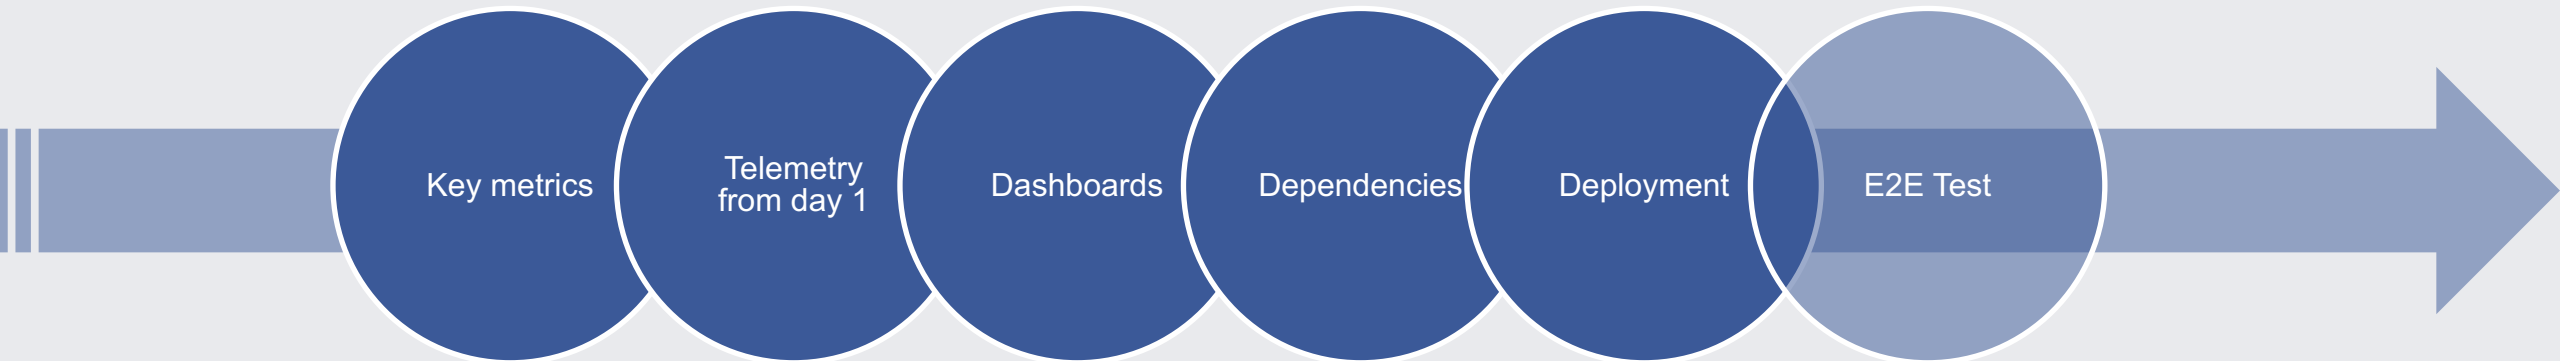 Key metrics
Telemetry
from day 1
Dashboards
Dependencies
Deployment
E2E Test